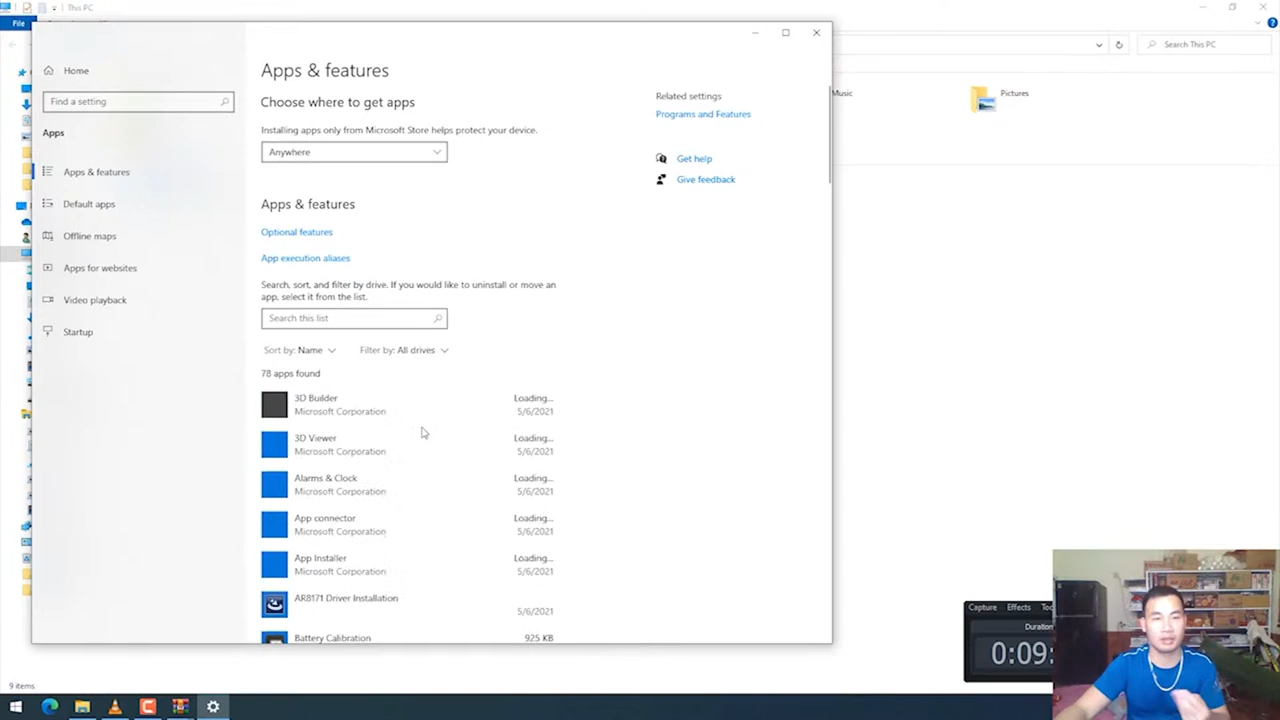 This PC
File
Search This PC
Music
Pictures
Home
Find a setting
Apps
Apps & features
Default apps
Offline maps
Apps for websites
Video playback
Startup
Apps & features
Choose where to get apps
Installing apps only from Microsoft Store helps protect your device.
Anywhere
Apps & features
Optional features
App execution aliases
Search, sort, and filter by drive. If you would like to uninstall or move an
app, select it from the list.
Search this list
Sort by: Name
Filter by: All drives
78 apps found
3D Builder
Loading...
Microsoft Corporation
5/6/2021
3D Viewer
Loading...
Microsoft Corporation
5/6/2021
Alarms & Clock
Loading...
Microsoft Corporation
5/6/2021
App connector
Loading...
Microsoft Corporation
5/6/2021
App Installer
Loading...
Microsoft Corporation
5/6/2021
AR8171 Driver Installation
5/6/2021
Battery Calibration
925 KB
Related settings
Programs and Features
Get help
Give feedback
Capture Effects
Duration
0:09:
9 items